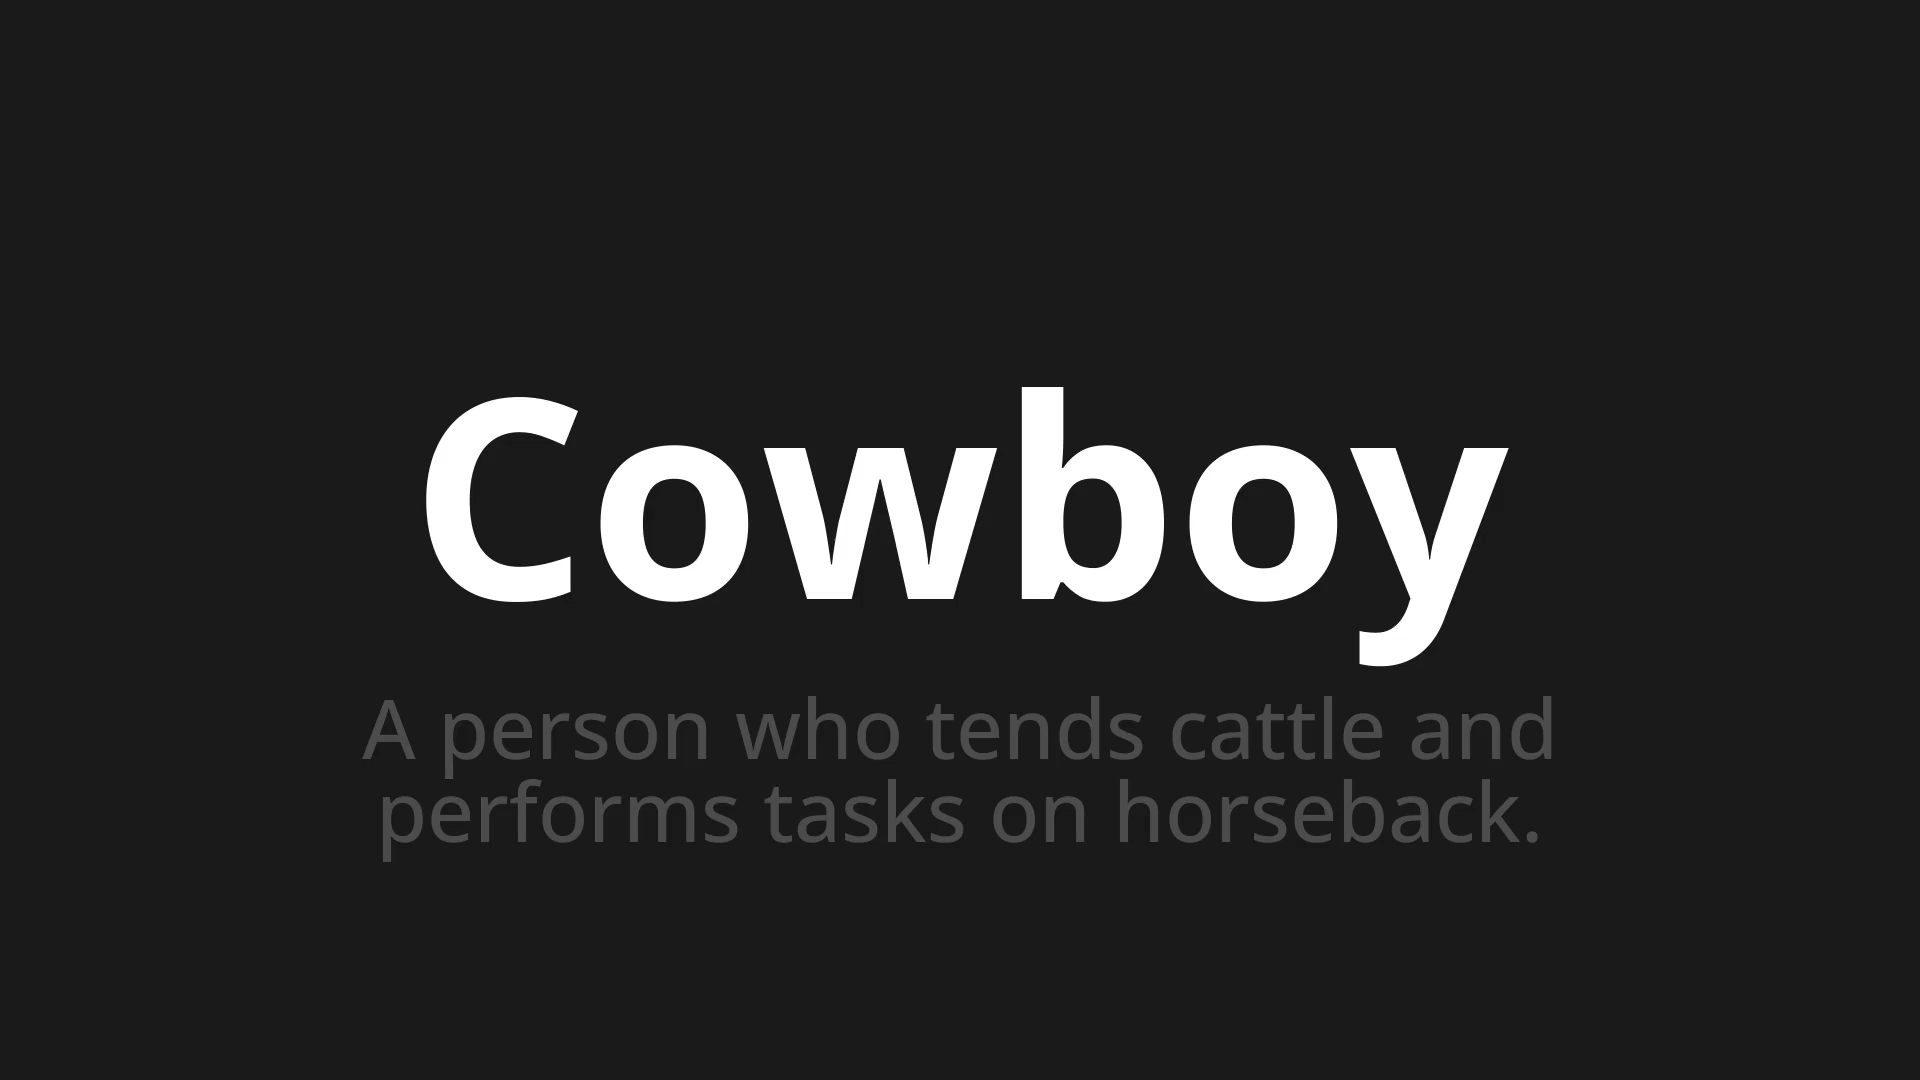 Cowboy
A person who tends cattle and
performs tasks on horseback.